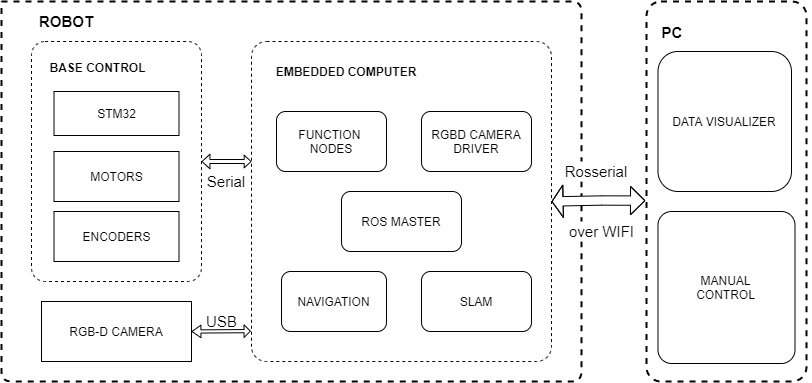 ROBOT
BASE CONTROL
STM32
MOTORS
ENCODERS
RGB-D CAMERA
Serial
USB
EMBEDDED COMPUTER
FUNCTION
NODES
RGBD CAMERA
DRIVER
ROS MASTER
NAVIGATION
SLAM
Rosserial
over WIFI
PC
DATA VISUALIZER
MANUAL
CONTROL